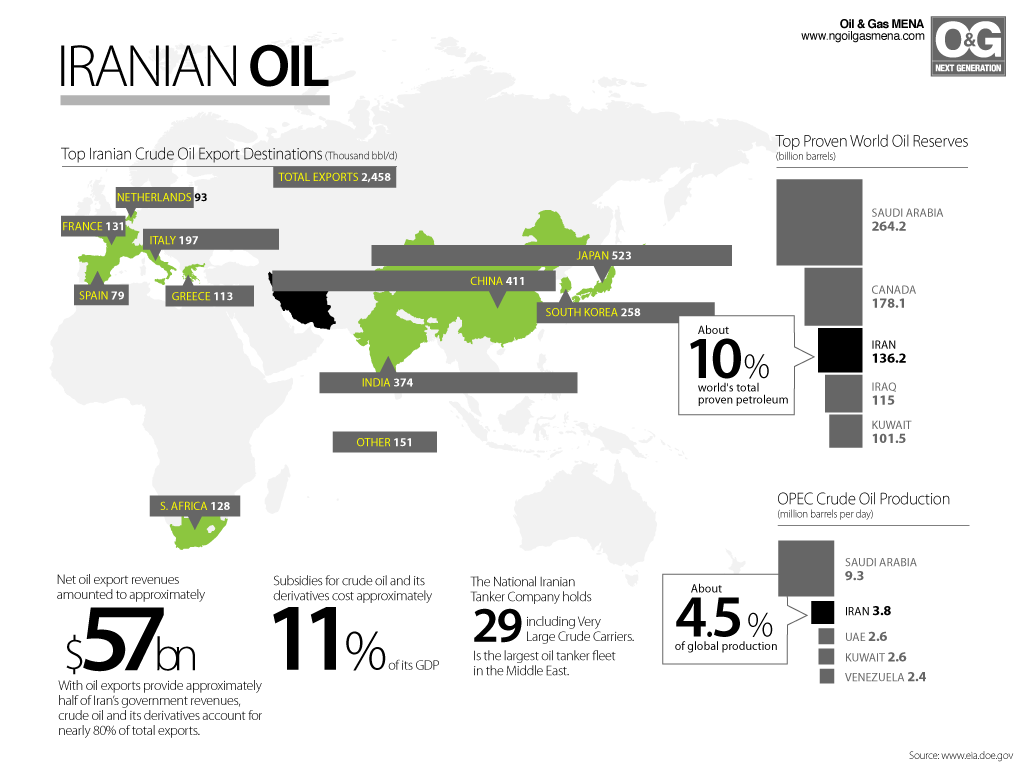 Oil & Gas MENA
www.ngoilgasmena.com
O&G
NEXT GENERATION
IRANIAN OIL
Top Iranian Crude Oil Export Destinations (Thousand bbl/d)
TOTAL EXPORTS 2,458
NETHERLANDS 93
FRANCE 131
ITALY 197
SPAIN 79
GREECE 113
JAPAN 523
CHINA 411
SOUTH KOREA 258
INDIA 374
OTHER 151
S. AFRICA 128
Top Proven World Oil Reserves
(billion barrels)
SAUDI ARABIA
264.2
CANADA
178.1
IRAN
136.2
IRAQ
115
KUWAIT
101.5
About
10%
world's total
proven petroleum
OPEC Crude Oil Production
(million barrels per day)
SAUDI ARABIA
9.3
IRAN 3.8
UAE 2.6
KUWAIT 2.6
VENEZUELA 2.4
About
4.5%
of global production
Net oil export revenues
amounted to approximately
$57bn
With oil exports provide approximately
half of Iran's government revenues,
crude oil and its derivatives account for
nearly 80% of total exports.
Subsidies for crude oil and its
derivatives cost approximately
11% of its GDP
The National Iranian
Tanker Company holds
29 including Very
Large Crude Carriers.
Is the largest oil tanker fleet
in the Middle East.
Source: www.eia.doe.gov